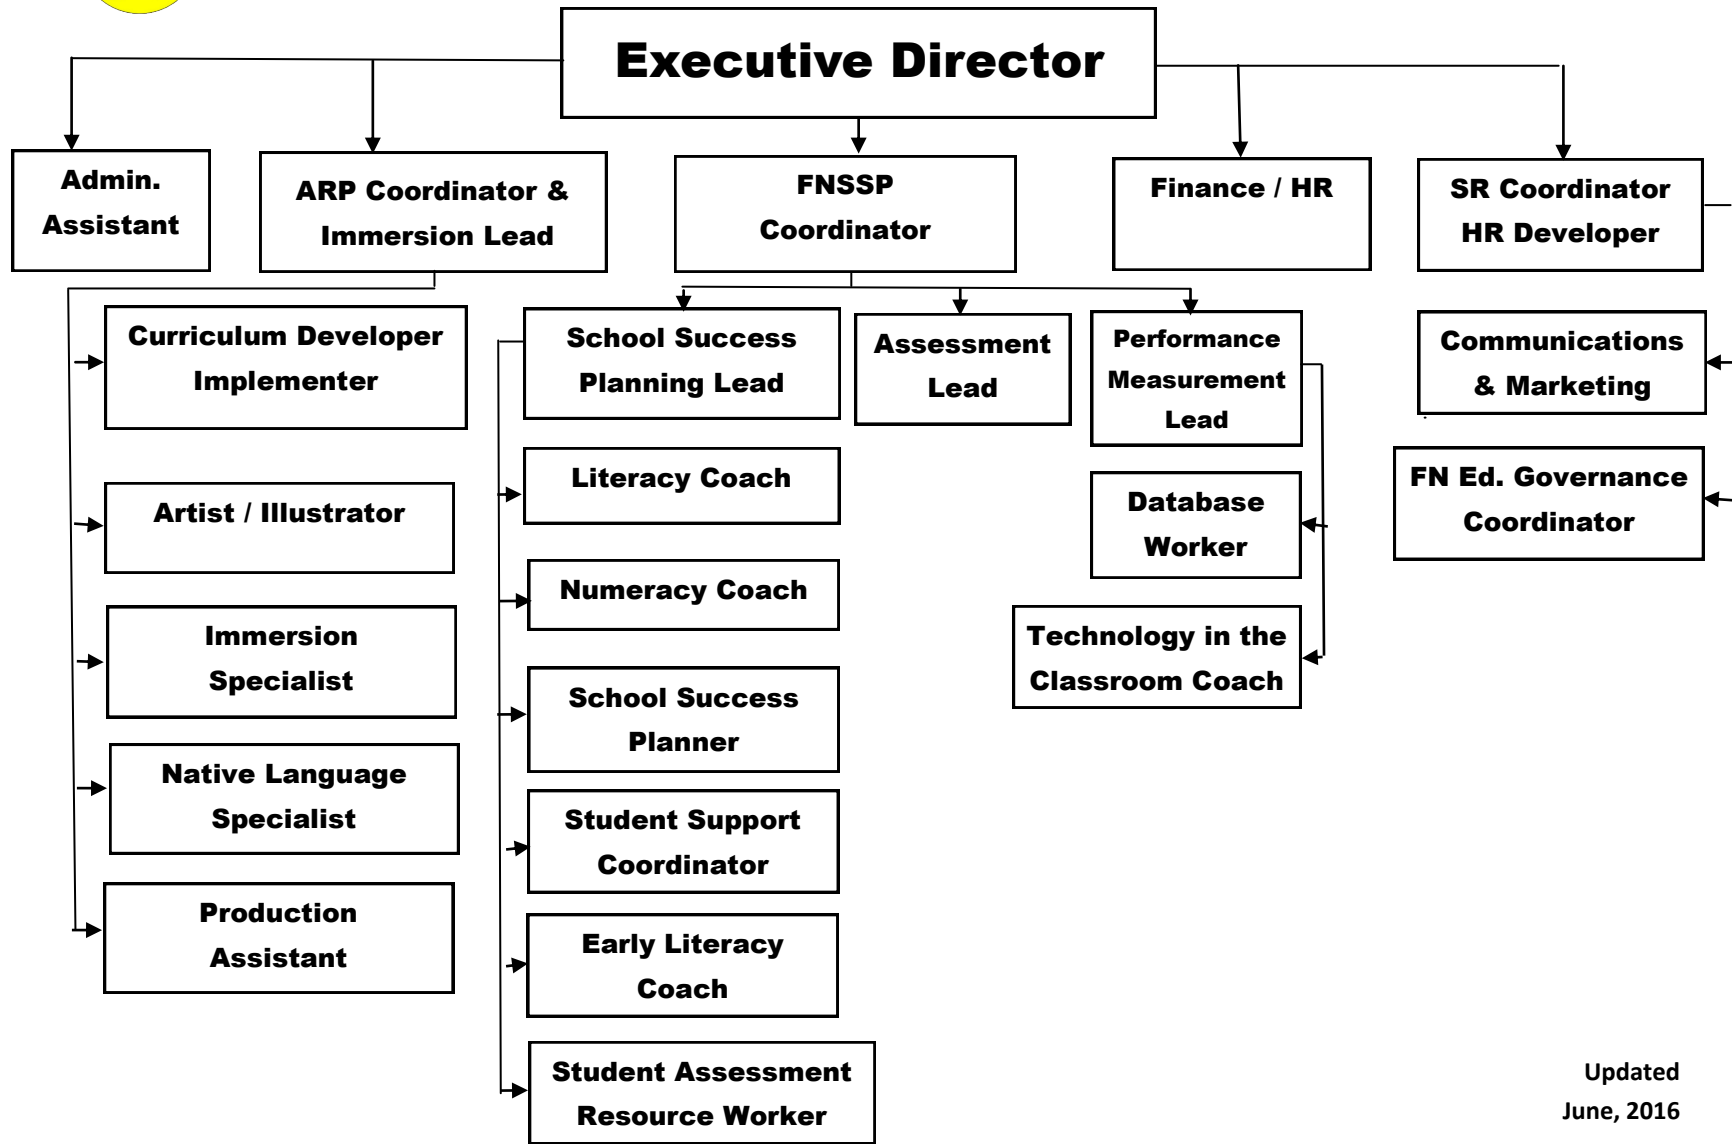 Executive Director
Admin.
Assistant
ARP Coordinator &
Immersion Lead
FNSSP
Coordinator
Finance / HR
SR Coordinator
HR Developer
Curriculum Developer
Implementer
Artist / Illustrator
Immersion
Specialist
Native Language
Specialist
Production
Assistant
School Success
Planning Lead
Literacy Coach
Numeracy Coach
School Success
Planner
Student Support
Coordinator
Early Literacy
Coach
Student Assessment
Resource Worker
Assessment
Lead
Performance
Measurement
Lead
Database
Worker
Technology in the
Classroom Coach
Communications
& Marketing
FN Ed. Governance
Coordinator
Updated
June, 2016